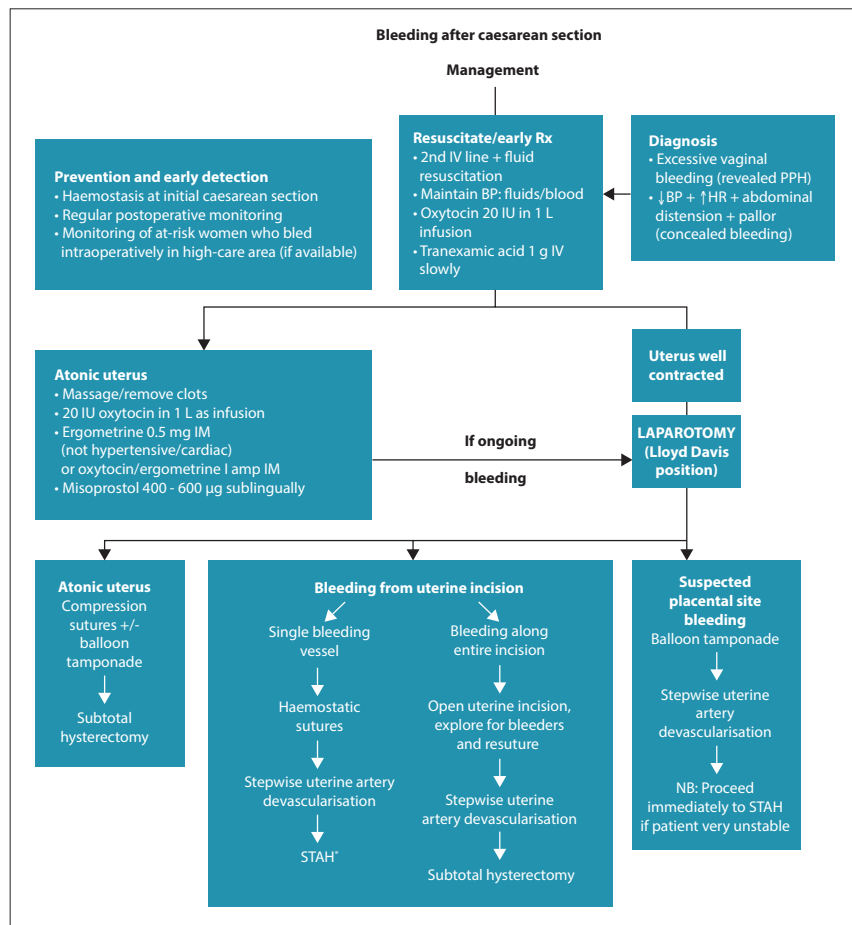 Bleeding after caesarean section
Management
Prevention and early detection
• Haemostasis at initial caesarean section
• Regular postoperative monitoring
• Monitoring of at-risk women who bled
intraoperatively in high-care area (if available)
Resuscitate/early Rx
• 2nd IV line + fluid
resuscitation
• Maintain BP: fluids/blood
• Oxytocin 20 IU in 1 L
infusion
• Tranexamic acid 1 g IV
slowly
Diagnosis
• Excessive vaginal
bleeding (revealed PPH)
• ↓BP + ↑HR + abdominal
distension + pallor
(concealed bleeding)
Atonic uterus
• Massage/remove clots
• 20 IU oxytocin in 1 L as infusion
• Ergometrine 0.5 mg IM
(not hypertensive/cardiac)
or oxytocin/ergometrine I amp IM
• Misoprostol 400 - 600 µg sublingually
If ongoing
bleeding
Uterus well
contracted
LAPAROTOMY
(Lloyd Davis
position)
Atonic uterus
Compression
sutures +/-
balloon
tamponade
Subtotal
hysterectomy
Bleeding from uterine incision
Single bleeding
vessel
Haemostatic
sutures
Stepwise uterine artery
devascularisation
STAH*
Bleeding along
entire incision
Open uterine incision,
explore for bleeders
and resuture
Stepwise uterine
artery devascularisation
Subtotal hysterectomy
Suspected
placental site
bleeding
Balloon tamponade
Stepwise uterine
artery
devascularisation
NB: Proceed
immediately to STAH
if patient very unstable